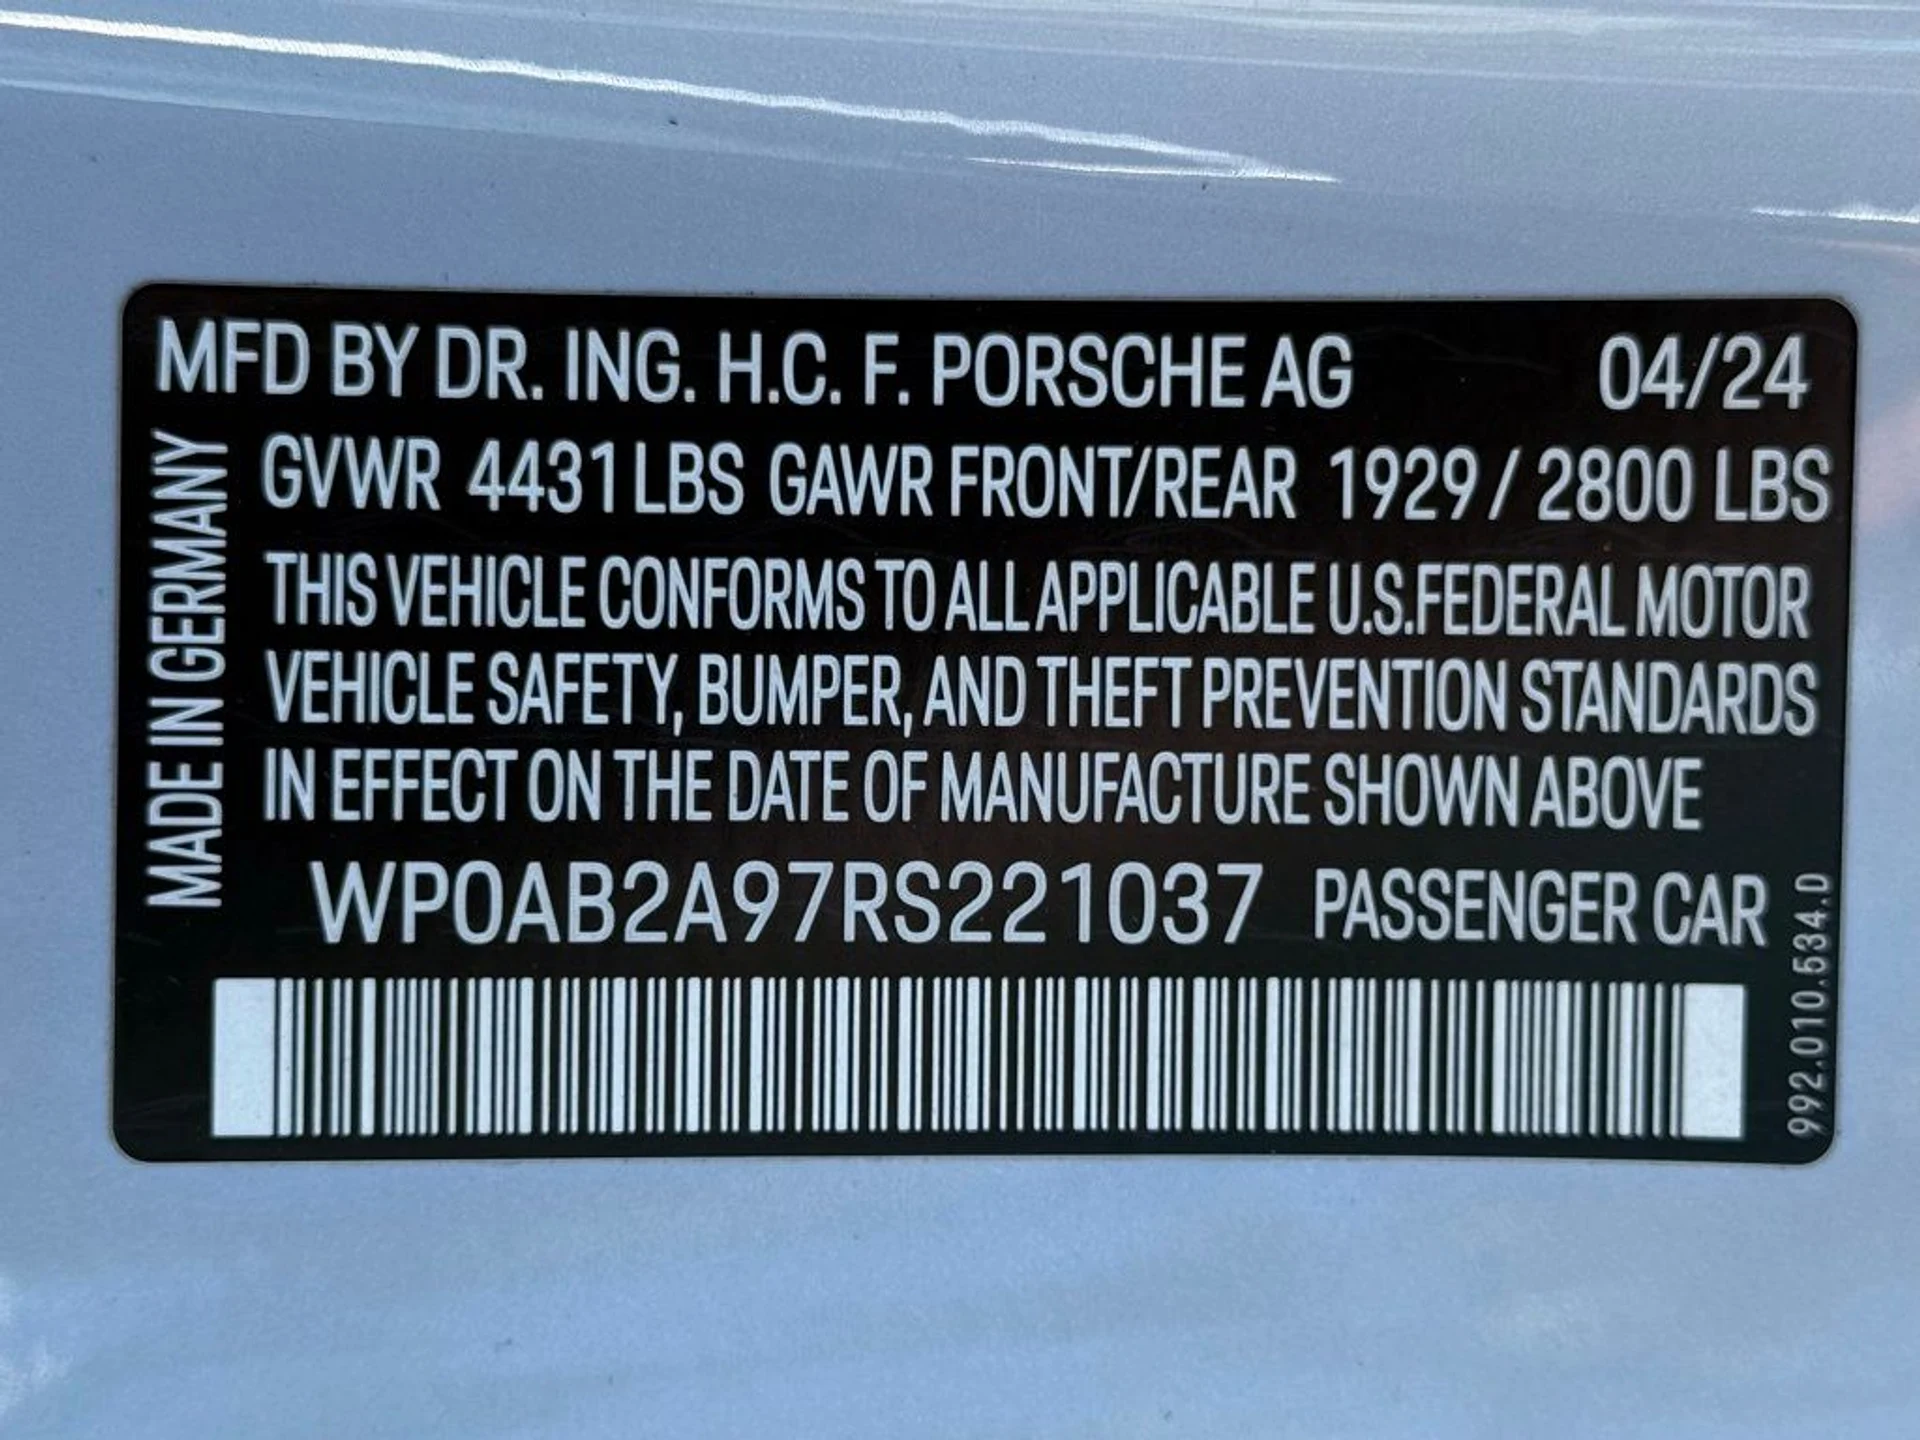 MFD BY DR. ING. H.C. F. PORSCHE AG 04/24
MADE IN GERMANY
GVWR 4431 LBS GAWR FRONT/REAR 1929 / 2800 LBS
THIS VEHICLE CONFORMS TO ALL APPLICABLE U.S.FEDERAL MOTOR
VEHICLE SAFETY, BUMPER, AND THEFT PREVENTION STANDARDS
IN EFFECT ON THE DATE OF MANUFACTURE SHOWN ABOVE
WP0AB2A97RS221037 PASSENGER CAR
992.010.534.D